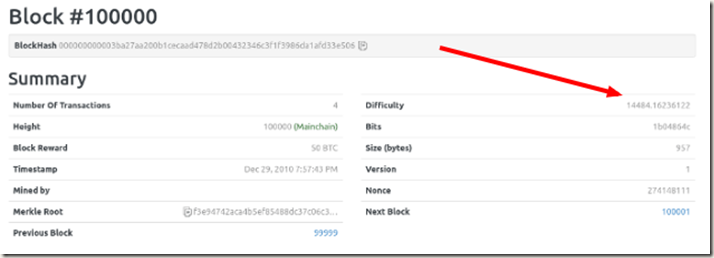 Block #100000
BlockHash 000000000003ba27aa200b1cecaad478d2b00432346c3f1f3986da1afd33e506
Summary
Number Of Transactions 4
Height 100000 (Mainchain)
Block Reward 50 BTC
Timestamp Dec 29, 2010 7:57:43 PM
Mined by
Merkle Root f3e94742aca4b5ef85488dc37c06c3...
Previous Block 99999
Difficulty 14484.16236122
Bits 1b04864c
Size (bytes) 957
Version 1
Nonce 274148111
Next Block 100001